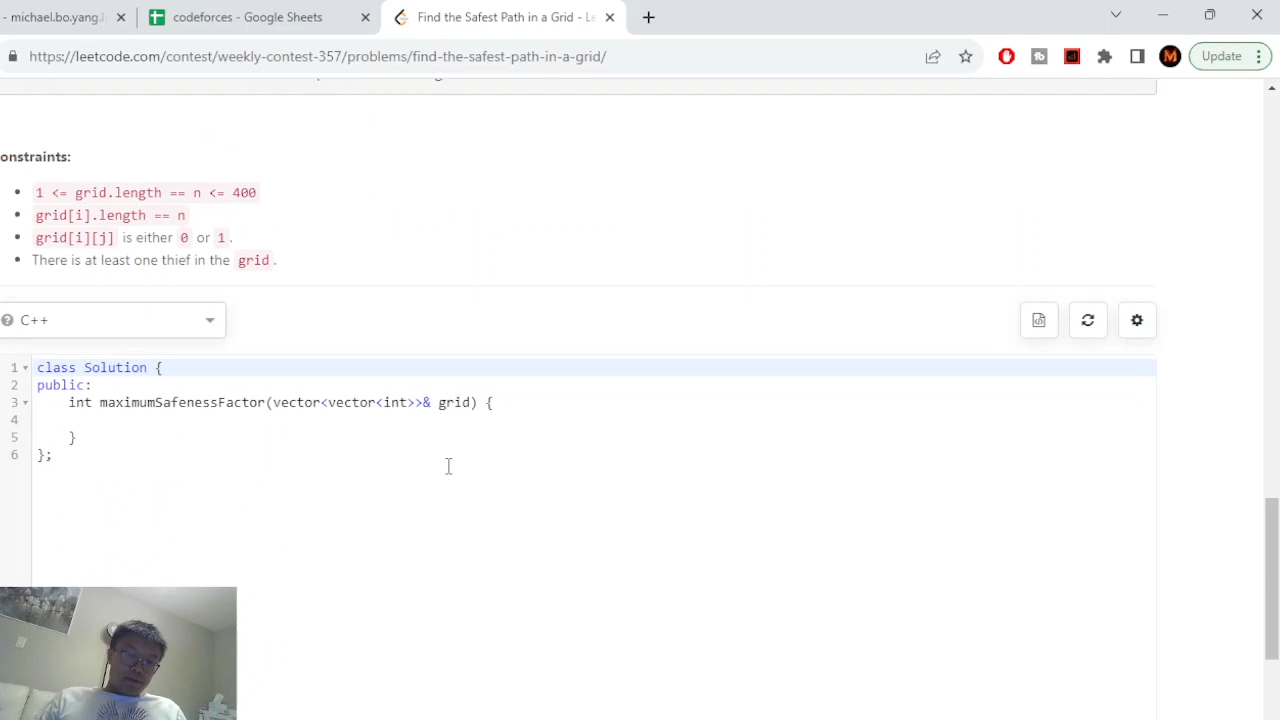 - michael.bo.yang.
codeforces - Google Sheets
Find the Safest Path in a Grid - Le
https://leetcode.com/contest/weekly-contest-357/problems/find-the-safest-path-in-a-grid/
Update
onstraints:
1 <= grid.length == n <= 400
grid[i].length == n
grid[i][j] is either 0 or 1.
There is at least one thief in the grid.
C++
1 class Solution {
2 public:
3 int maximumSafenessFactor(vector<vector<int>>& grid) {
4
5 }
6 };